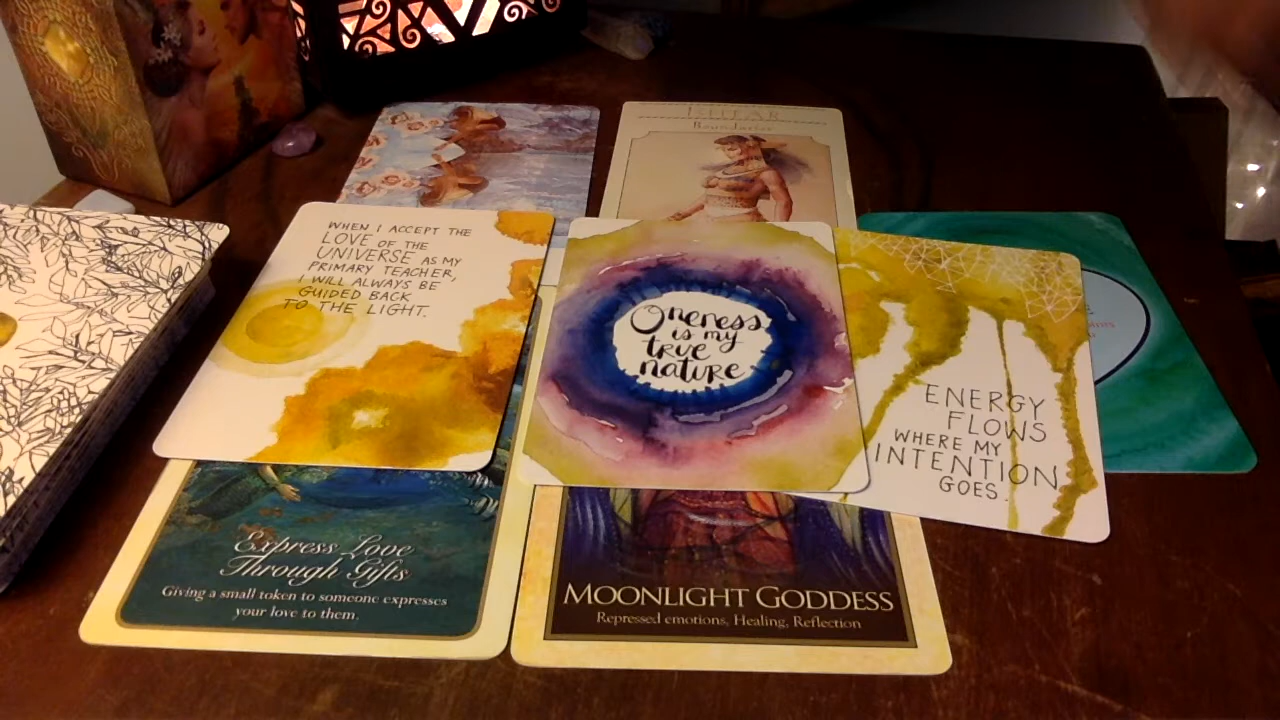 ISHTAR
Boundaries
WHEN I ACCEPT THE
LOVE OF THE
UNIVERSE AS MY
PRIMARY TEACHER,
I WILL ALWAYS BE
GUIDED BACK
TO THE LIGHT.
Oneness
is my
true
nature
ENERGY
FLOWS
WHERE MY
INTENTION
GOES.
Express Love
Through Gifts
Giving a small token to someone expresses
your love to them.
MOONLIGHT GODDESS
Repressed emotions, Healing, Reflection